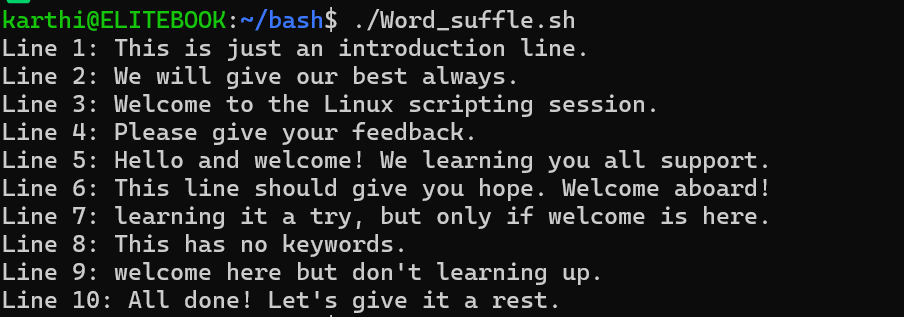 karthi@ELITEBOOK:~/bash$ ./Word_suffle.sh
Line 1: This is just an introduction line.
Line 2: We will give our best always.
Line 3: Welcome to the Linux scripting session.
Line 4: Please give your feedback.
Line 5: Hello and welcome! We learning you all support.
Line 6: This line should give you hope. Welcome aboard!
Line 7: learning it a try, but only if welcome is here.
Line 8: This has no keywords.
Line 9: welcome here but don't learning up.
Line 10: All done! Let's give it a rest.